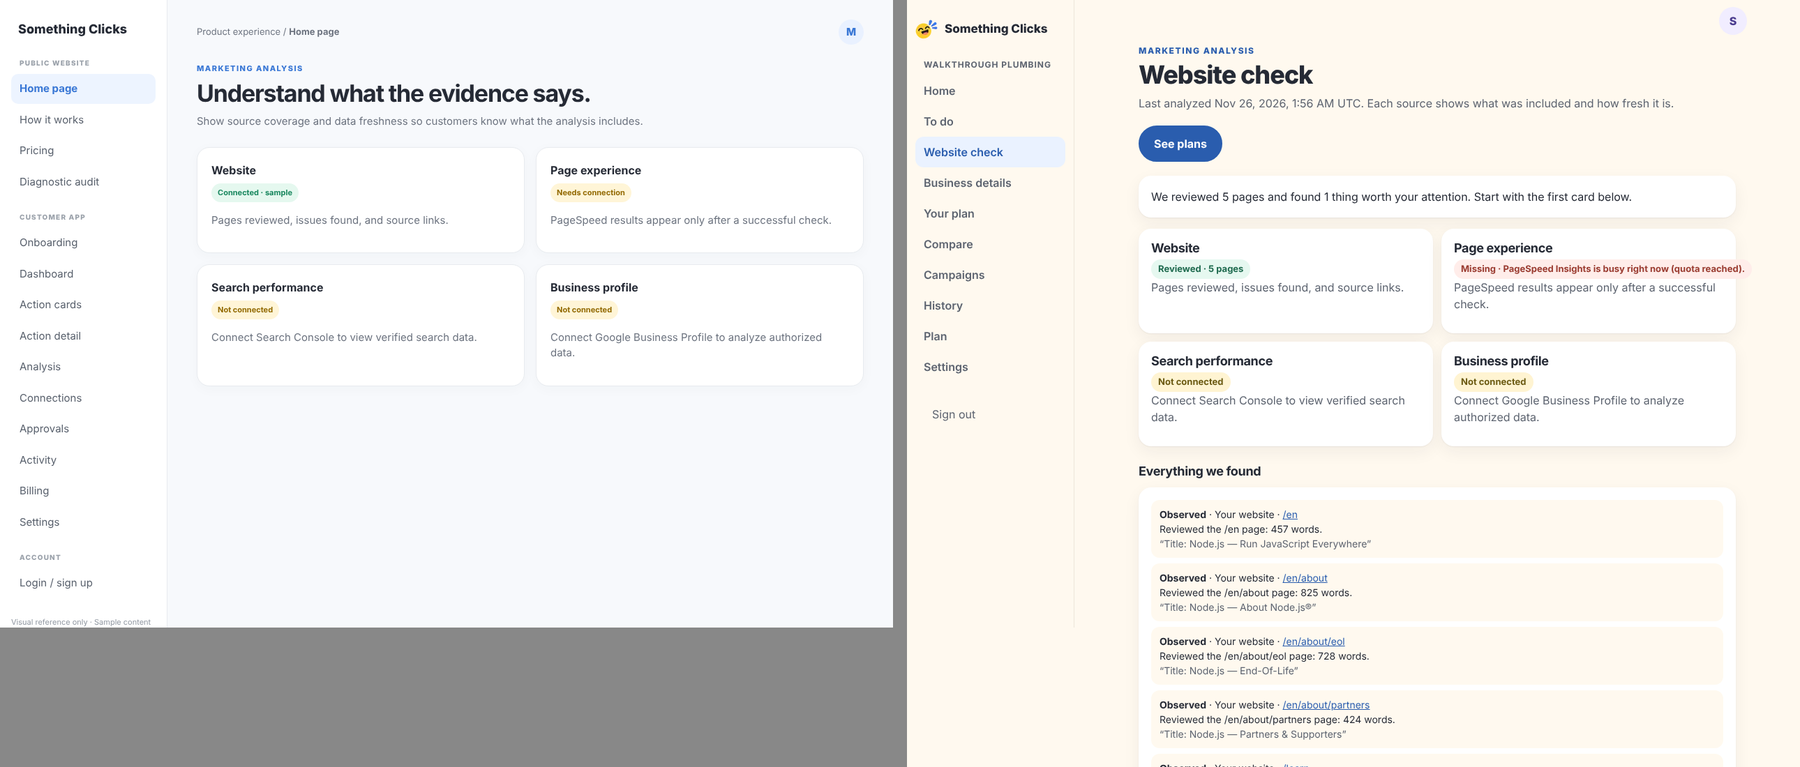 Something Clicks
PUBLIC WEBSITE
Home page
How it works
Pricing
Diagnostic audit
CUSTOMER APP
Onboarding
Dashboard
Action cards
Action detail
Analysis
Connections
Approvals
Activity
Billing
Settings
ACCOUNT
Login / sign up
Visual reference only · Sample content
Product experience / Home page
M
MARKETING ANALYSIS
Understand what the evidence says.
Show source coverage and data freshness so customers know what the analysis includes.
Website
Connected · sample
Pages reviewed, issues found, and source links.
Page experience
Needs connection
PageSpeed results appear only after a successful check.
Search performance
Not connected
Connect Search Console to view verified search data.
Business profile
Not connected
Connect Google Business Profile to analyze authorized
data.
Something Clicks
WALKTHROUGH PLUMBING
Home
To do
Website check
Business details
Your plan
Compare
Campaigns
History
Plan
Settings
Sign out
S
MARKETING ANALYSIS
Website check
Last analyzed Nov 26, 2026, 1:56 AM UTC. Each source shows what was included and how fresh it is.
See plans
We reviewed 5 pages and found 1 thing worth your attention. Start with the first card below.
Website
Reviewed · 5 pages
Pages reviewed, issues found, and source links.
Page experience
Missing · PageSpeed Insights is busy right now (quota reached).
PageSpeed results appear only after a successful
check.
Search performance
Not connected
Connect Search Console to view verified search
data.
Business profile
Not connected
Connect Google Business Profile to analyze
authorized data.
Everything we found
Observed · Your website · /en
Reviewed the /en page: 457 words.
“Title: Node.js — Run JavaScript Everywhere”
Observed · Your website · /en/about
Reviewed the /en/about page: 825 words.
“Title: Node.js — About Node.js®”
Observed · Your website · /en/about/eol
Reviewed the /en/about/eol page: 728 words.
“Title: Node.js — End-Of-Life”
Observed · Your website · /en/about/partners
Reviewed the /en/about/partners page: 424 words.
“Title: Node.js — Partners & Supporters”